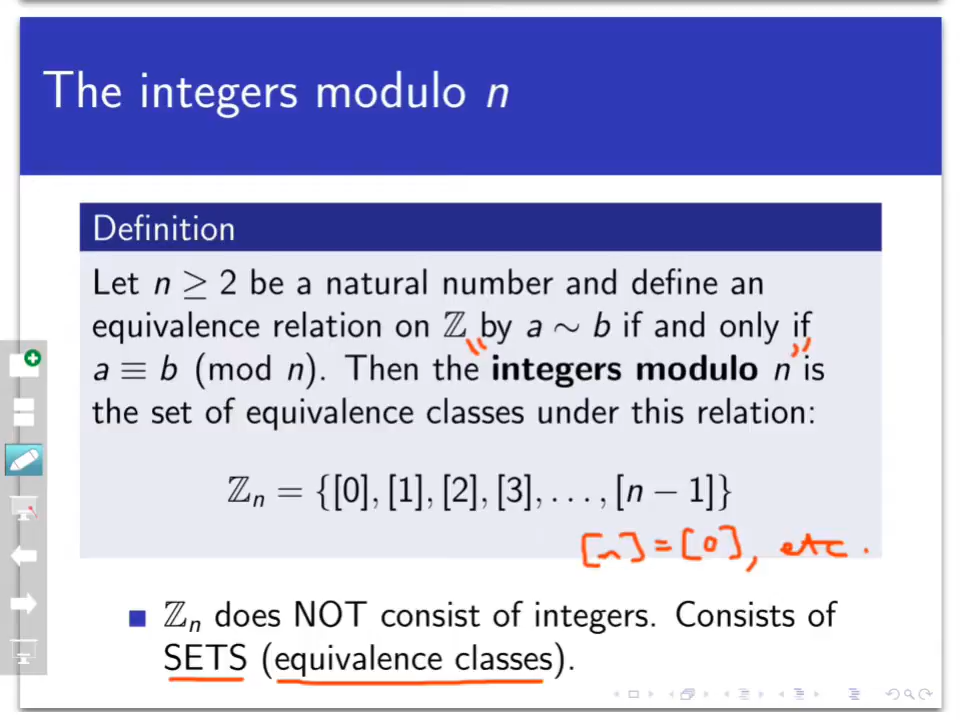 The integers modulo n
Definition
Let n ≥ 2 be a natural number and define an
equivalence relation on ℤ by a ∼ b if and only if
a ≡ b (mod n). Then the "integers modulo n" is
the set of equivalence classes under this relation:
ℤₙ = {[0], [1], [2], [3], . . . , [n − 1]}
[n]=[0], etc.
ℤₙ does NOT consist of integers. Consists of
SETS (equivalence classes).